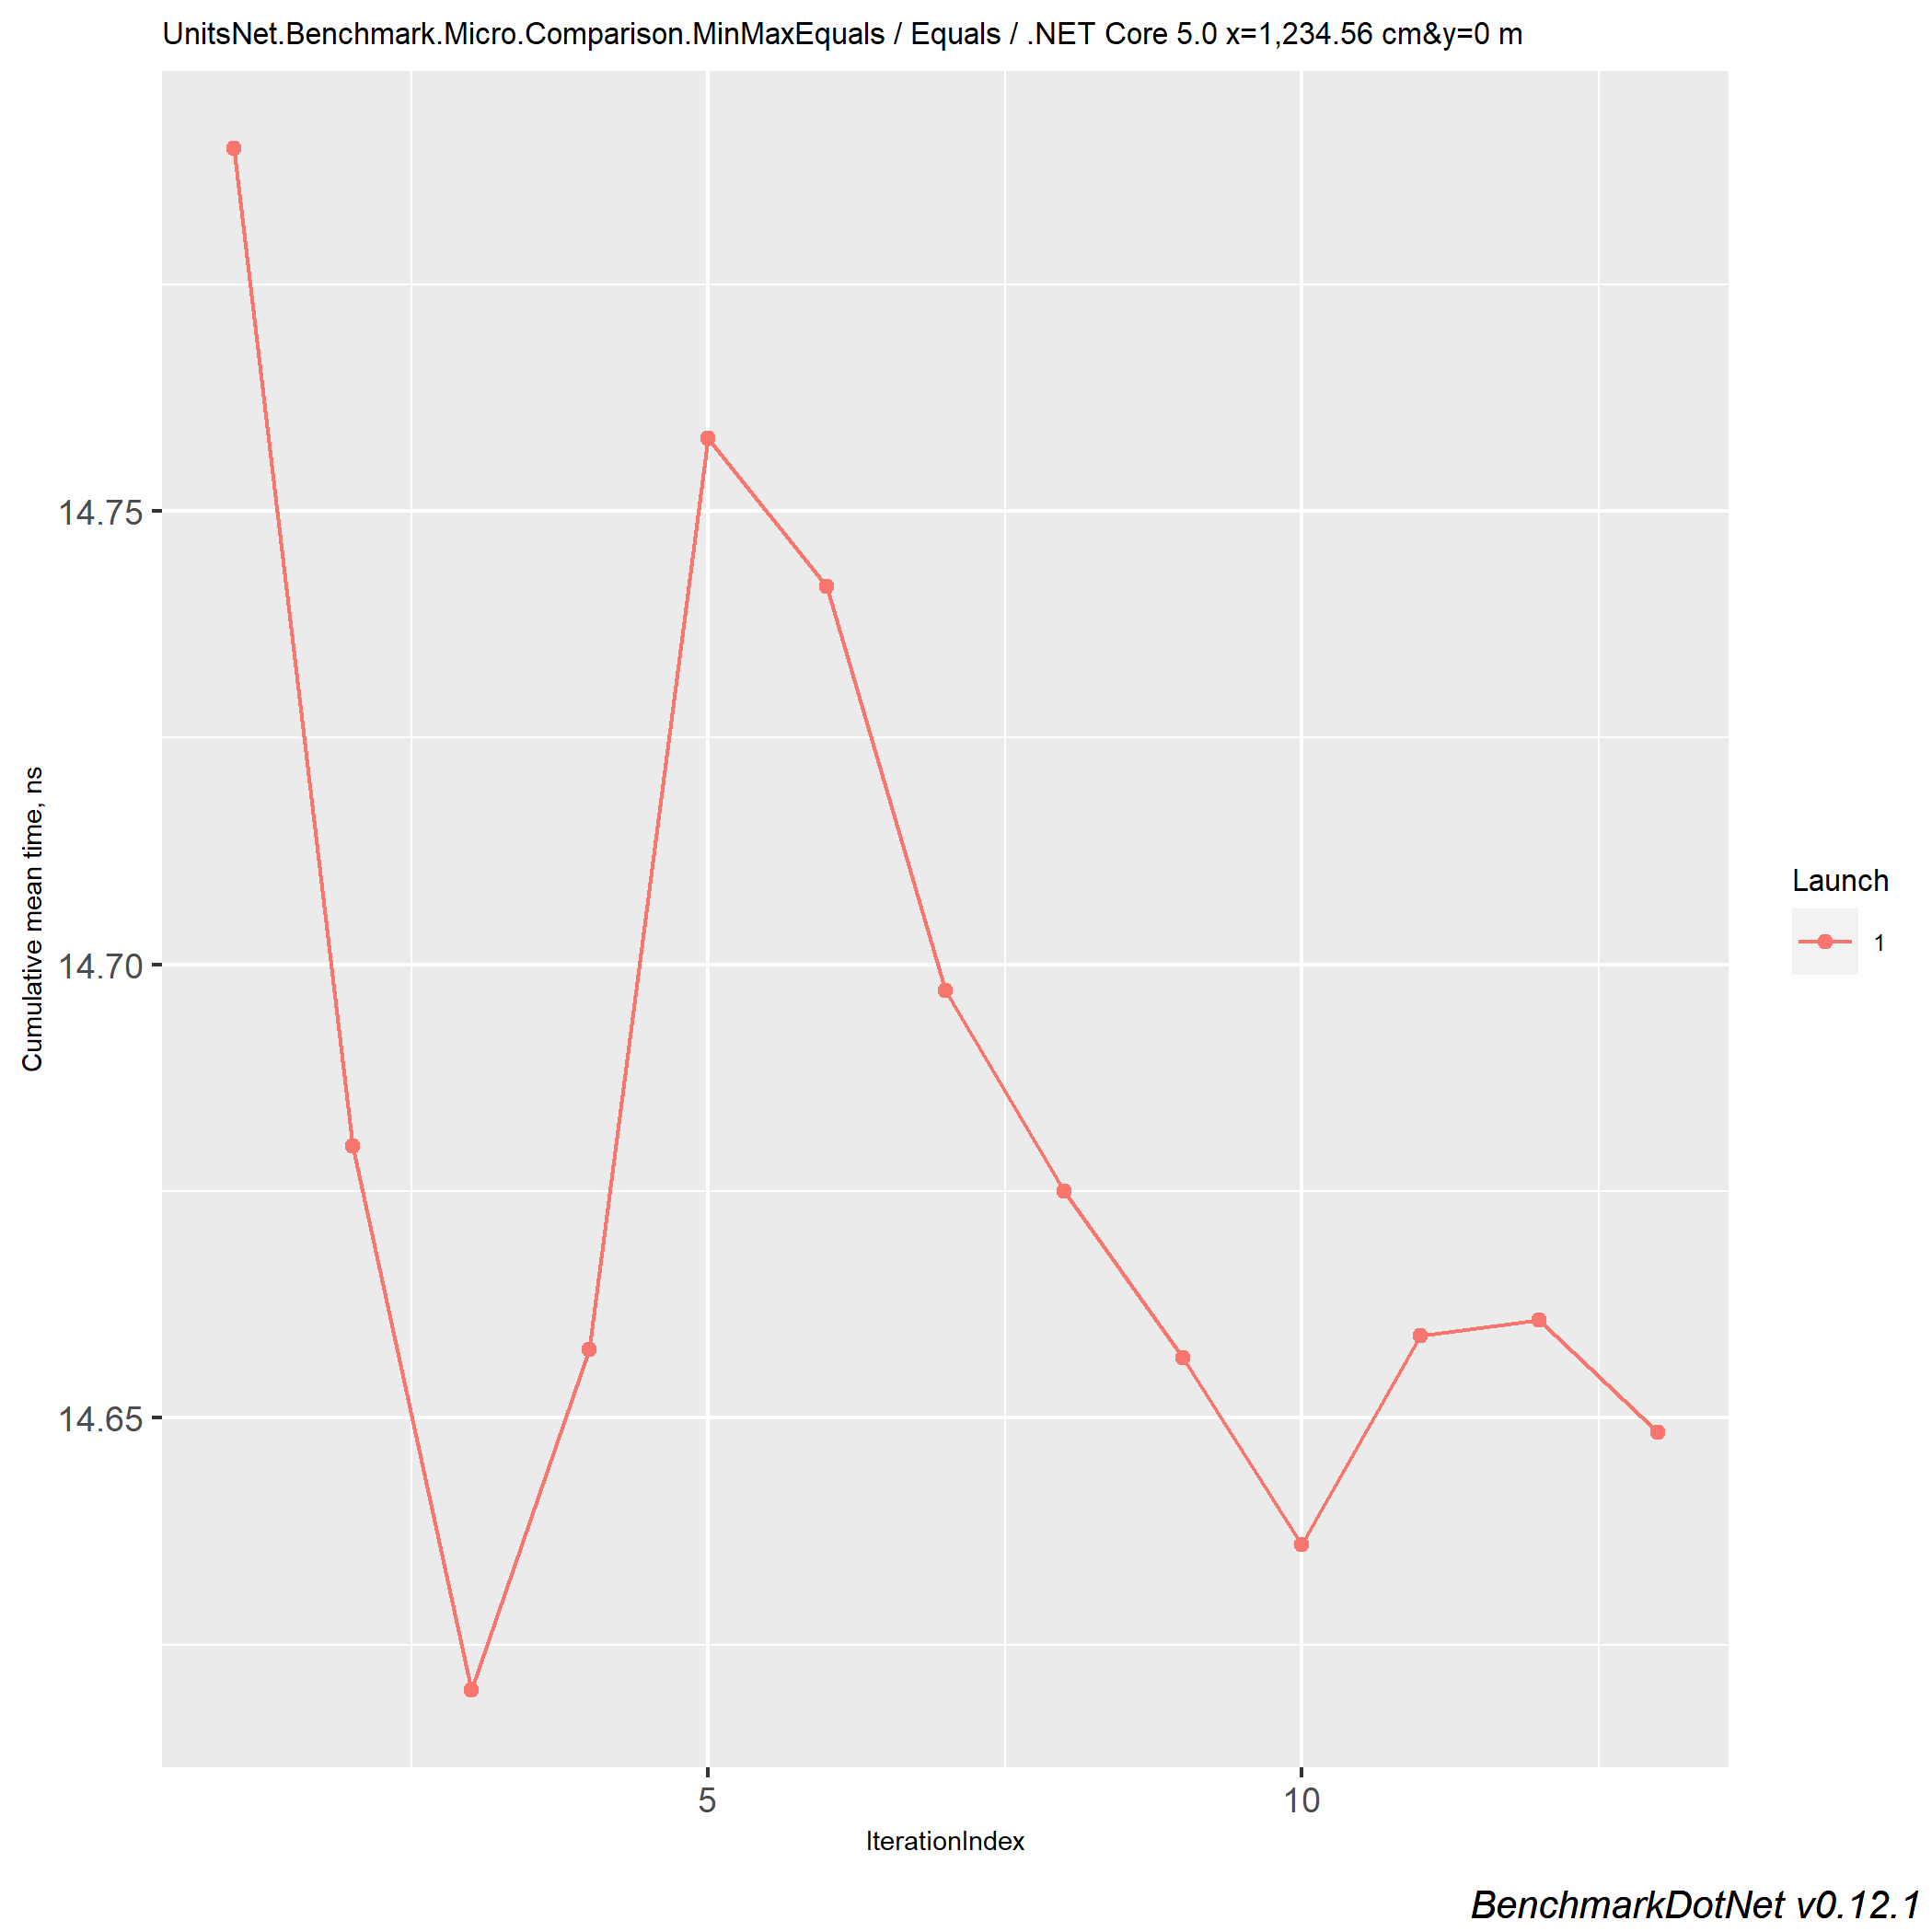 UnitsNet.Benchmark.Micro.Comparison.MinMaxEquals / Equals / .NET Core 5.0 x=1,234.56 cm&y=0 m
14.75
14.70
14.65
Cumulative mean time, ns
5
10
IterationIndex
Launch
1
BenchmarkDotNet v0.12.1